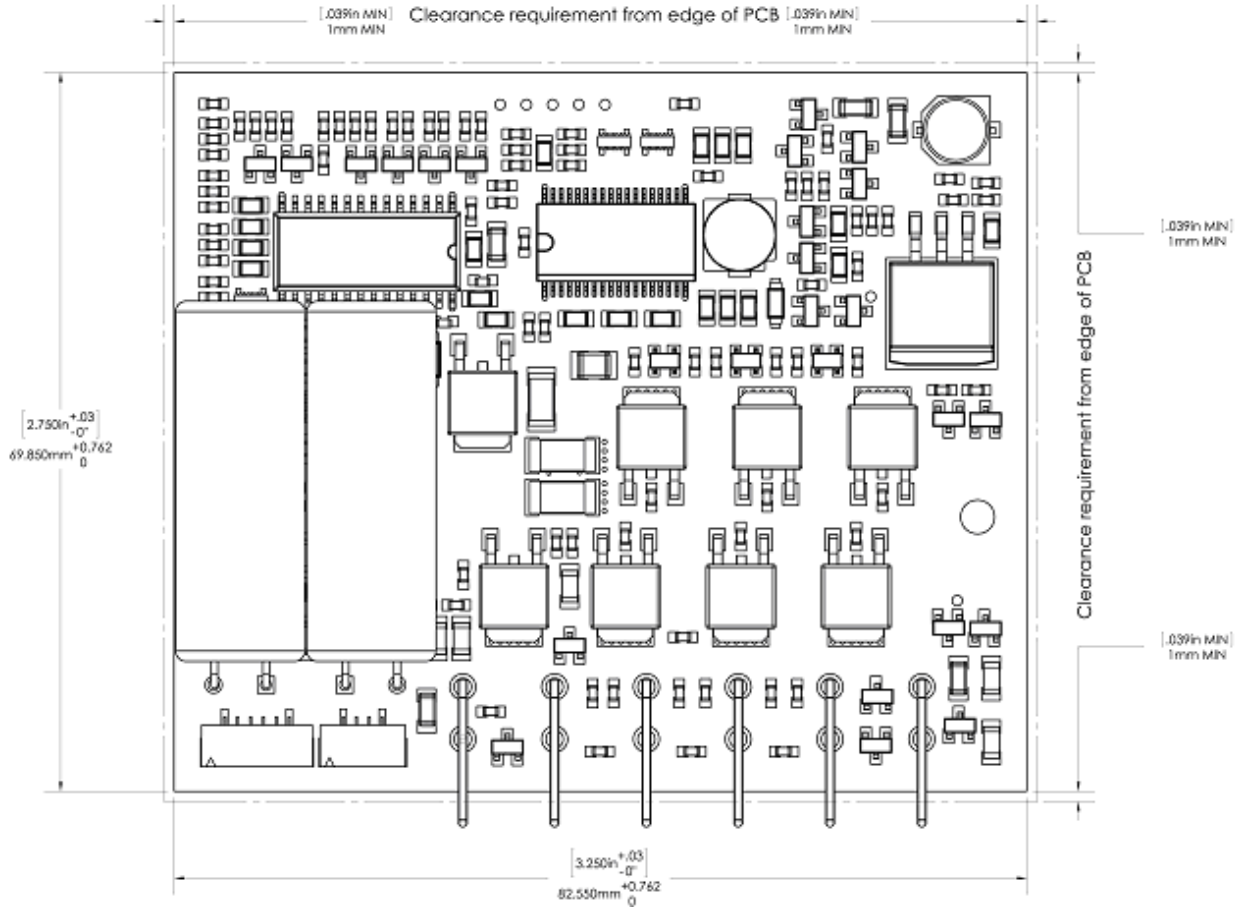 [.039in MIN] Clearance requirement from edge of PCB [.039in MIN]
1mm MIN 1mm MIN
[.039in MIN]
1mm MIN
Clearance requirement from edge of PCB
[2.750in +.03 -0"]
69.850mm +0.762 0
[.039in MIN]
1mm MIN
[3.250in +.03 -0"]
82.550mm +0.762 0